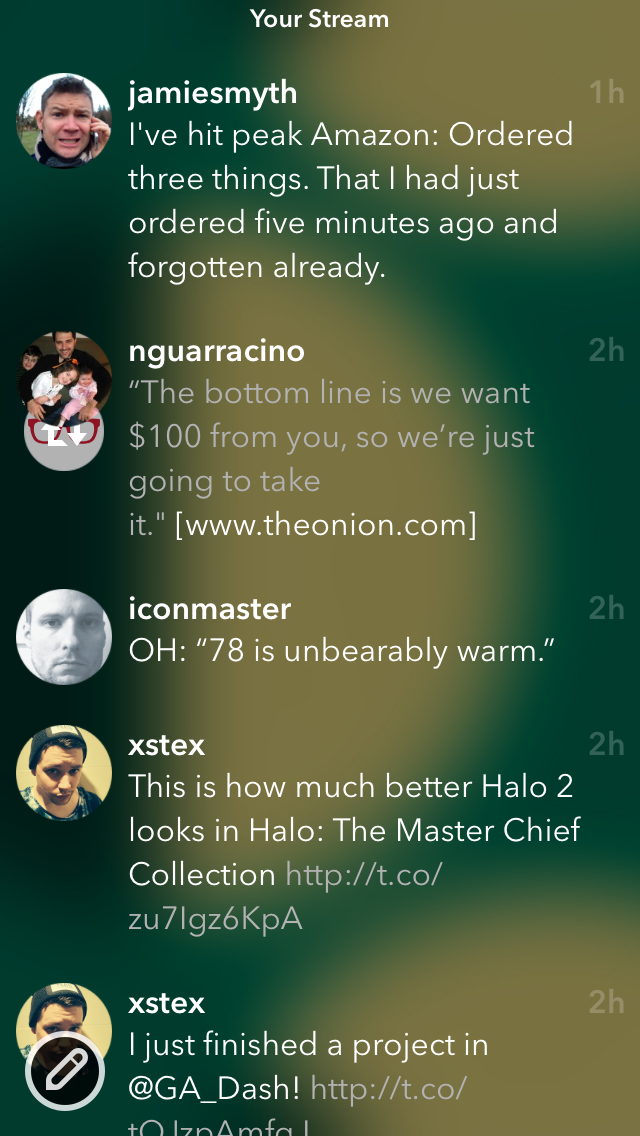 Your Stream
jamiesmyth 1h
I've hit peak Amazon: Ordered
three things. That I had just
ordered five minutes ago and
forgotten already.
nguarracino 2h
“The bottom line is we want
$100 from you, so we’re just
going to take
it." [www.theonion.com]
iconmaster 2h
OH: “78 is unbearably warm.”
xstex 2h
This is how much better Halo 2
looks in Halo: The Master Chief
Collection http://t.co/
zu7Igz6KpA
xstex 2h
I just finished a project in
@GA_Dash! http://t.co/